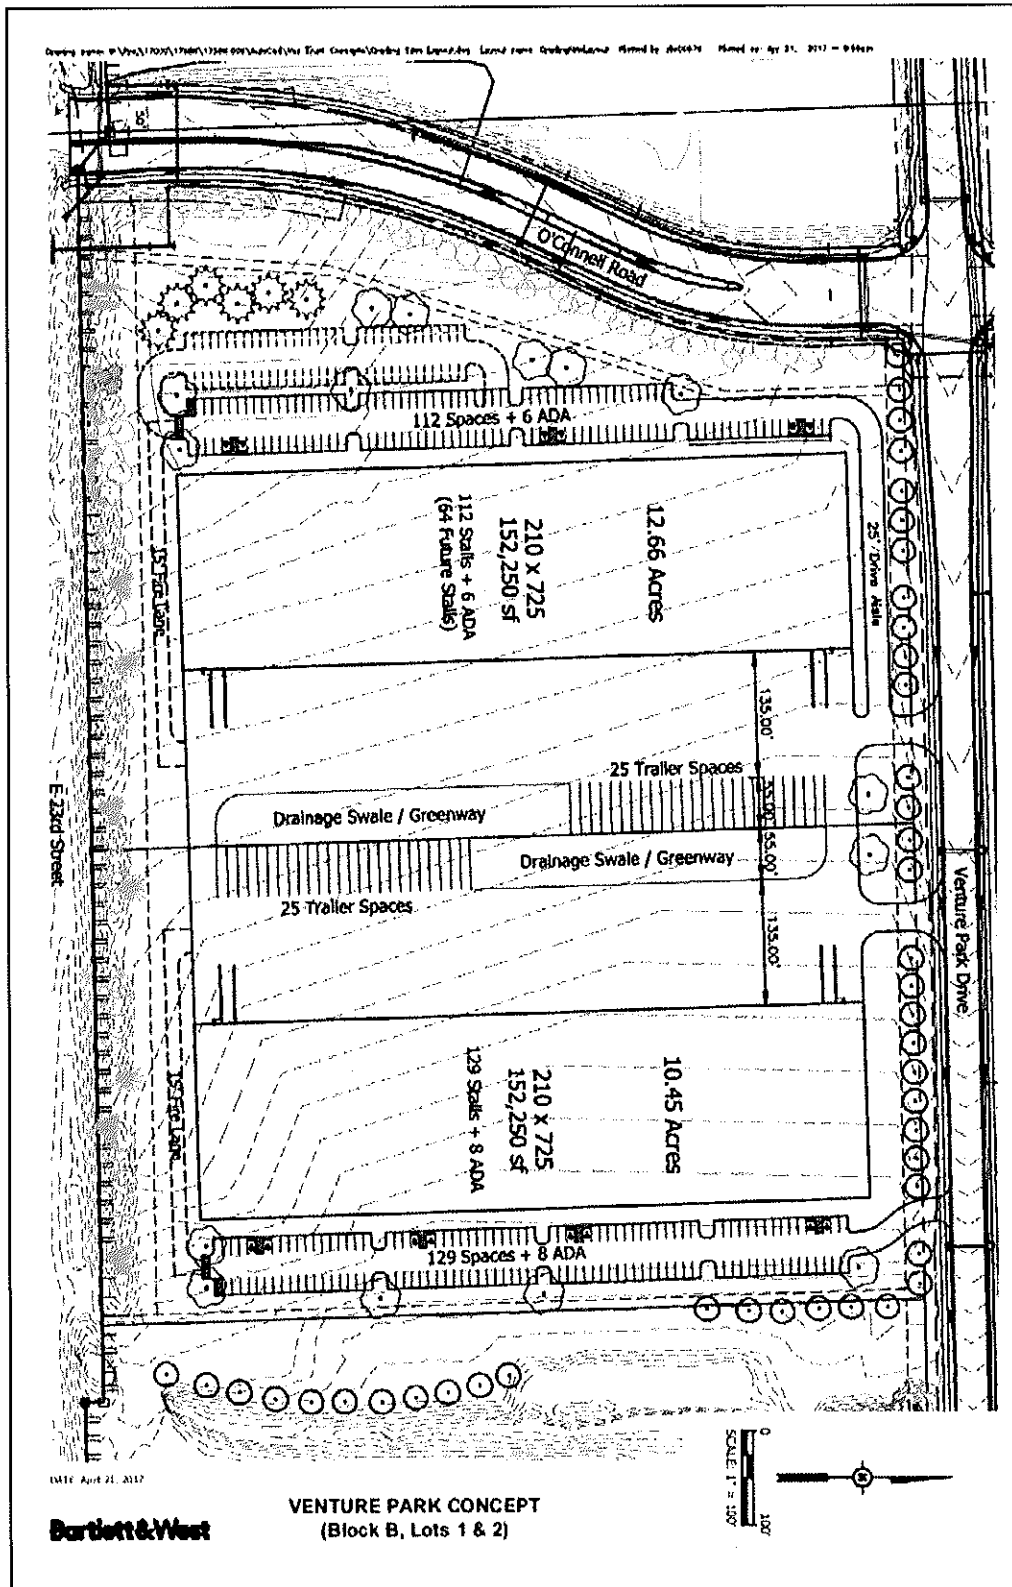 O'Connell Road
112 Spaces + 6 ADA
12.66 Acres
210 x 725
152,250 sf
112 Stalls + 6 ADA
(64 Future Stalls)
25' Drive Aisle
15' Fire Lane
135.00'
25 Trailer Spaces
55.00'
Drainage Swale / Greenway
55.00'
Drainage Swale / Greenway
25 Trailer Spaces
135.00'
E 23rd Street
Venture Park Drive
10.45 Acres
210 x 725
152,250 sf
129 Stalls + 8 ADA
15' Fire Lane
129 Spaces + 8 ADA
0
100'
SCALE: 1" = 100'
DATE: April 21, 2017
Bartlett&West
VENTURE PARK CONCEPT
(Block B, Lots 1 & 2)